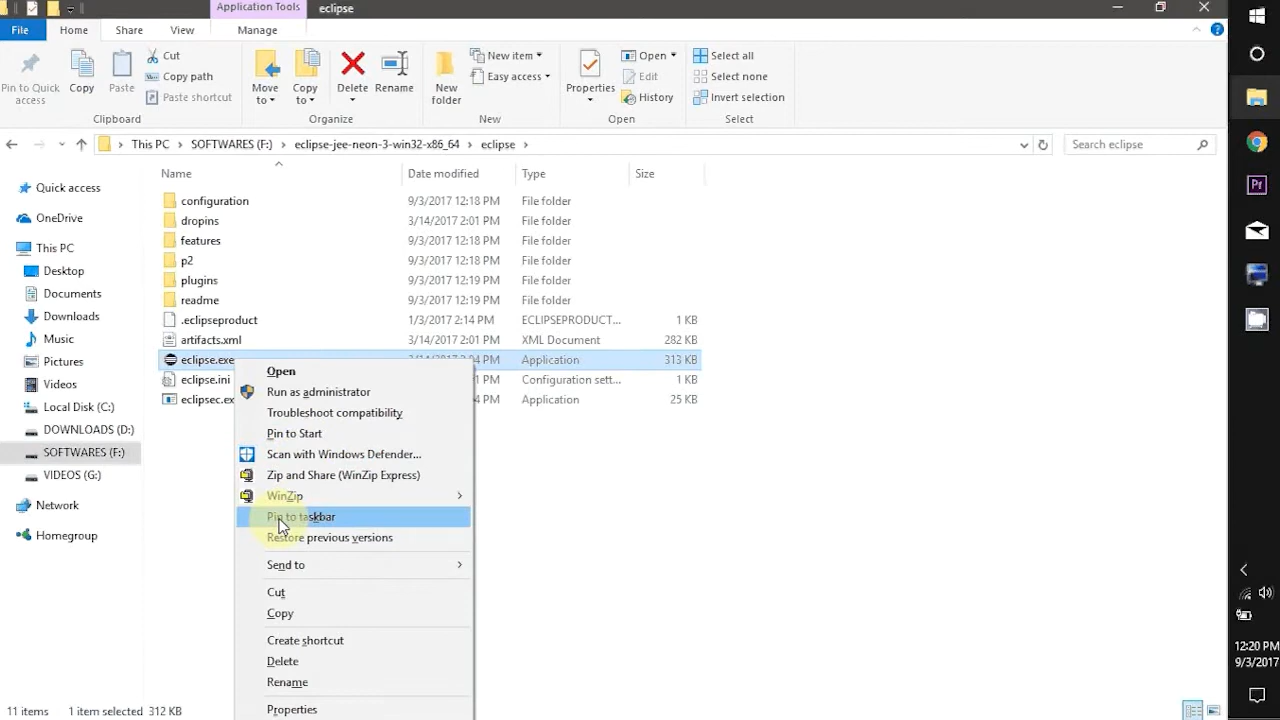 Application Tools
eclipse
File
Home
Share
View
Manage
Pin to Quick access
Copy
Paste
Cut
Copy path
Paste shortcut
Clipboard
Move to
Copy to
Delete
Rename
Organize
New folder
New item
Easy access
New
Properties
Open
Edit
History
Open
Select all
Select none
Invert selection
Select
This PC > SOFTWARES (F:) > eclipse-jee-neon-3-win32-x86_64 > eclipse >
Search eclipse
Name Date modified Type Size
Quick access
OneDrive
This PC
Desktop
Documents
Downloads
Music
Pictures
Videos
Local Disk (C:)
DOWNLOADS (D:)
SOFTWARES (F:)
VIDEOS (G:)
Network
Homegroup
configuration 9/3/2017 12:18 PM File folder
dropins 3/14/2017 2:01 PM File folder
features 9/3/2017 12:18 PM File folder
p2 9/3/2017 12:18 PM File folder
plugins 9/3/2017 12:19 PM File folder
readme 9/3/2017 12:19 PM File folder
.eclipseproduct 1/3/2017 2:14 PM ECLIPSEPRODUCT... 1 KB
artifacts.xml 3/14/2017 2:01 PM XML Document 282 KB
eclipse.exe Application 313 KB
eclipse.ini 1 PM Configuration sett... 1 KB
eclipsec.ex 1 PM Application 25 KB
Open
Run as administrator
Troubleshoot compatibility
Pin to Start
Scan with Windows Defender...
Zip and Share (WinZip Express)
WinZip
Pin to taskbar
Restore previous versions
Send to
Cut
Copy
Create shortcut
Delete
Rename
Properties
11 items 1 item selected 312 KB
Pr
12:20 PM
9/3/2017